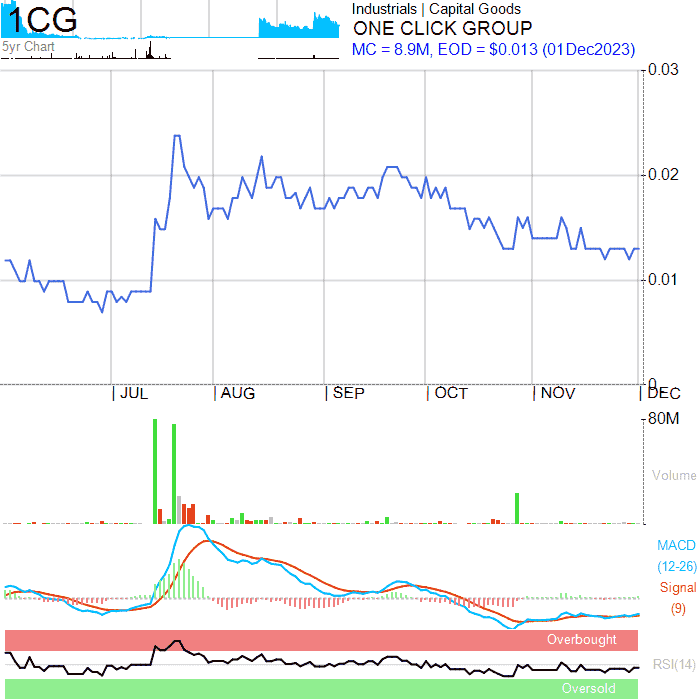 1CG
5yr Chart
Industrials | Capital Goods
ONE CLICK GROUP
MC = 8.9M, EOD = $0.013 (01Dec2023)
0.03
0.02
0.01
0
JUL AUG SEP OCT NOV DEC
80M
Volume
MACD
(12-26)
Signal
(9)
Overbought
RSI(14)
Oversold